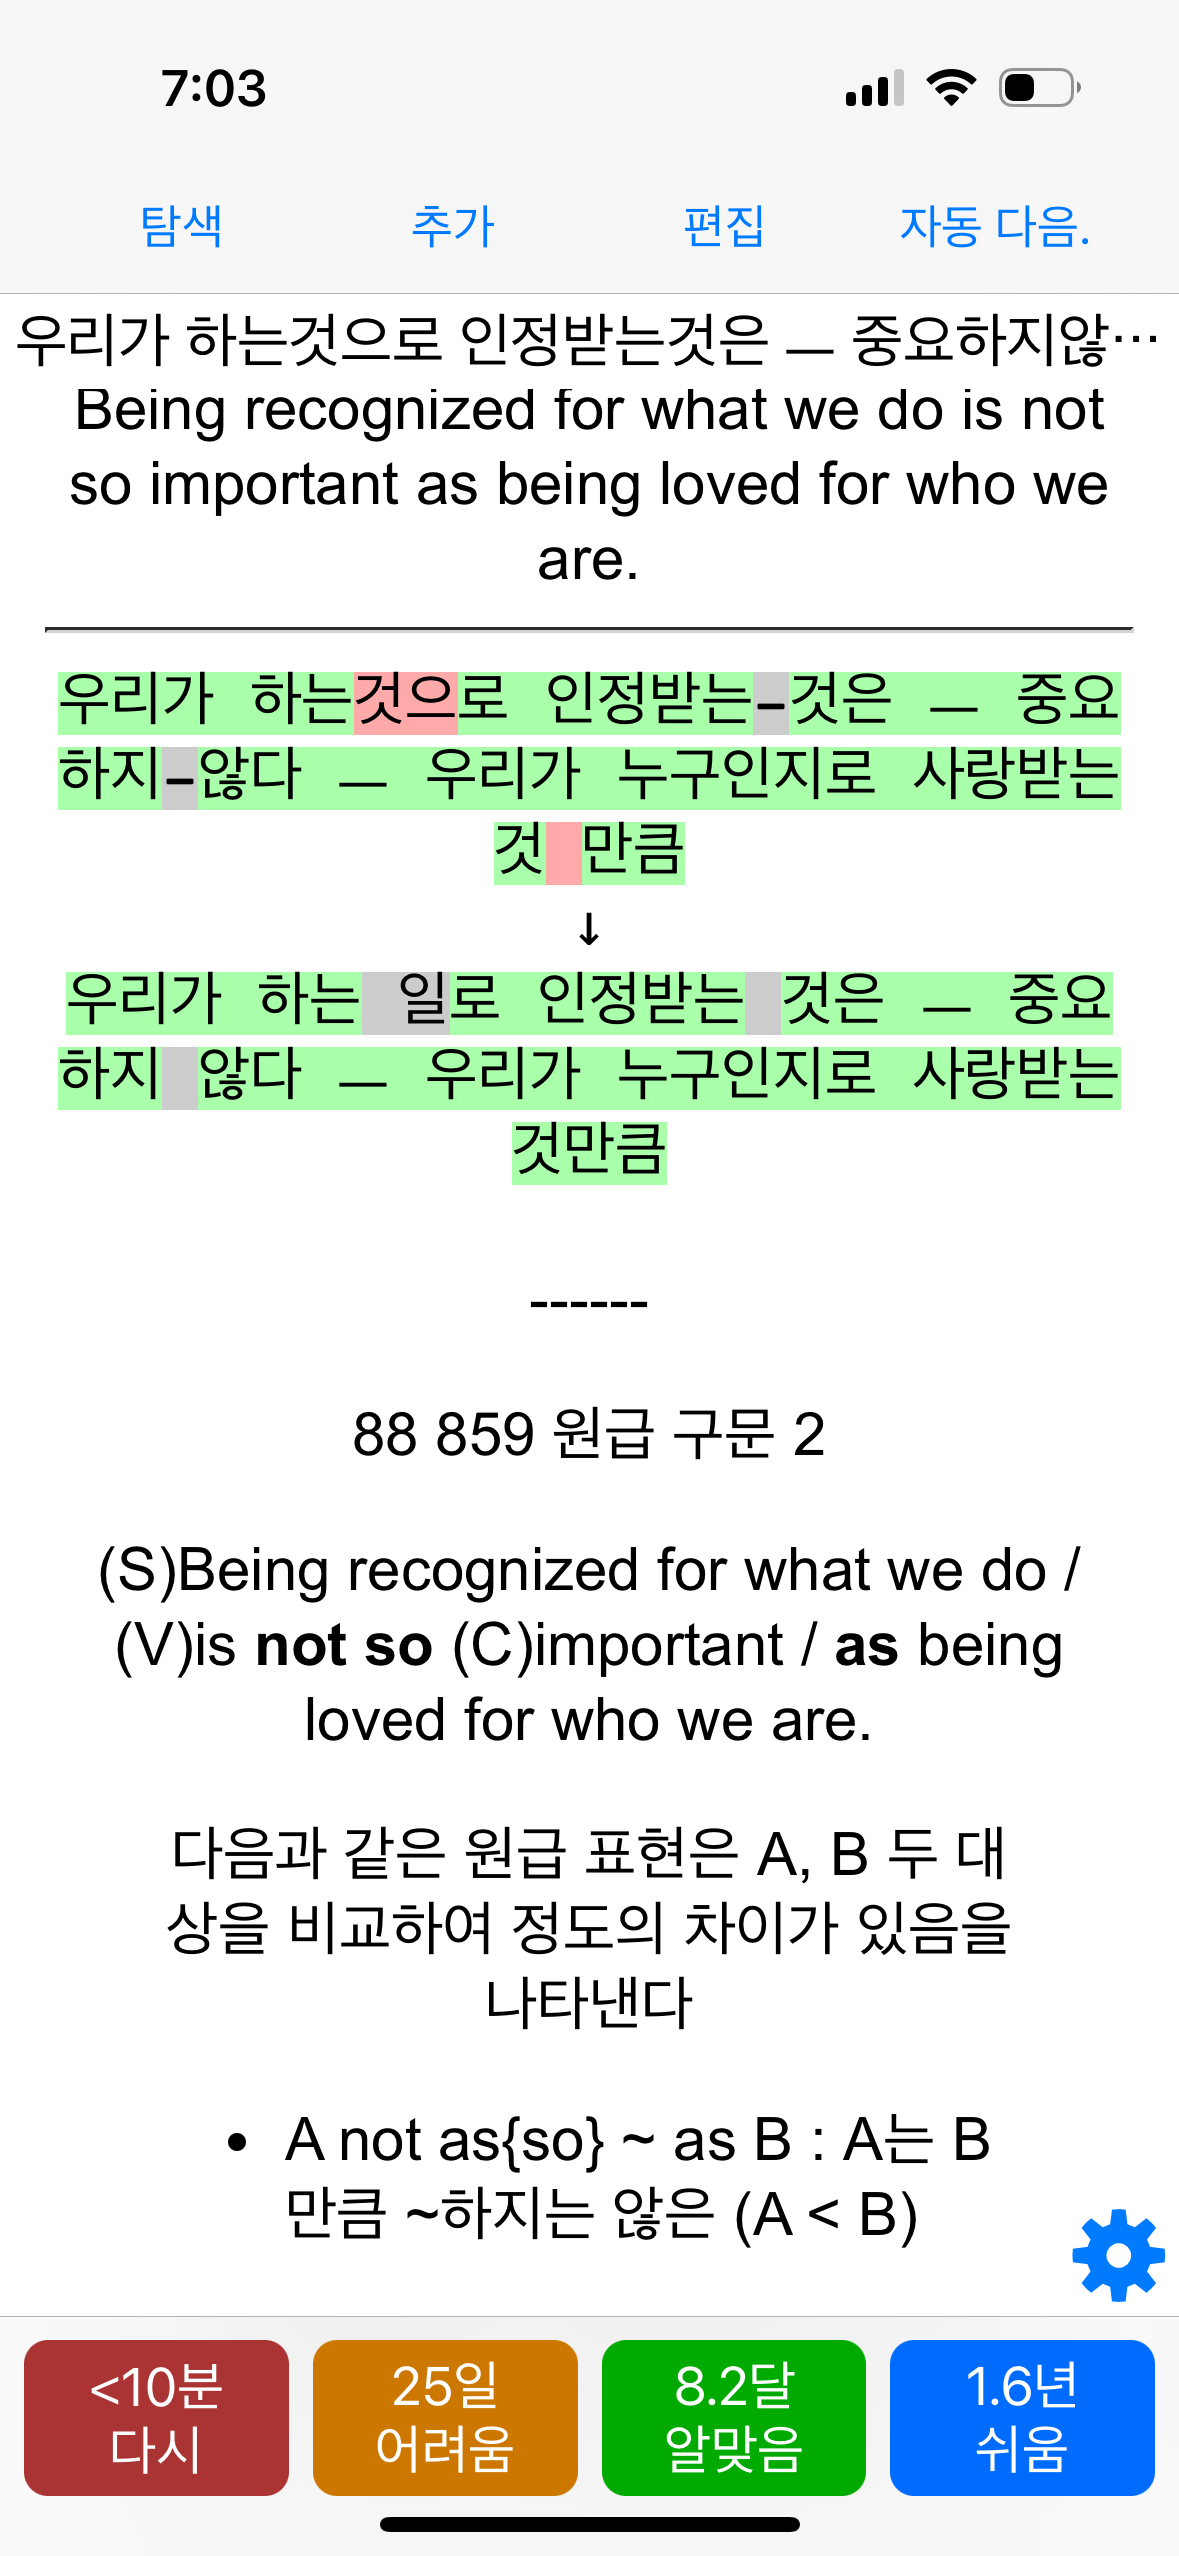 7:03
탐색 추가 편집 자동 다음.
우리가 하는것으로 인정받는것은 ㅡ 중요하지않…
Being recognized for what we do is not
so important as being loved for who we
are.
우리가 하는것으로 인정받는-것은 ㅡ 중요
하지-않다 ㅡ 우리가 누구인지로 사랑받는
것 만큼
↓
우리가 하는 일로 인정받는 것은 ㅡ 중요
하지 않다 ㅡ 우리가 누구인지로 사랑받는
것만큼
------
88 859 원급 구문 2
(S)Being recognized for what we do /
(V)is not so (C)important / as being
loved for who we are.
다음과 같은 원급 표현은 A, B 두 대
상을 비교하여 정도의 차이가 있음을
나타낸다
• A not as{so} ~ as B : A는 B
만큼 ~하지는 않은 (A < B)
<10분 25일 8.2달 1.6년
다시 어려움 알맞음 쉬움